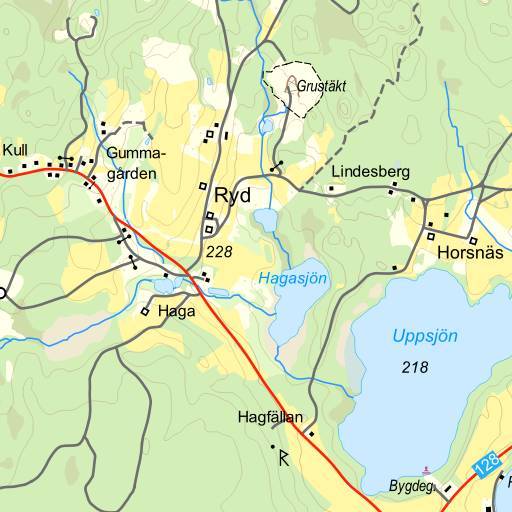 Grustäkt
Kull
Gumma-
gården
Lindesberg
Ryd
228
Horsnäs
Hagasjön
Haga
Uppsjön
218
Hagfällan
R
128
Bygdeg.